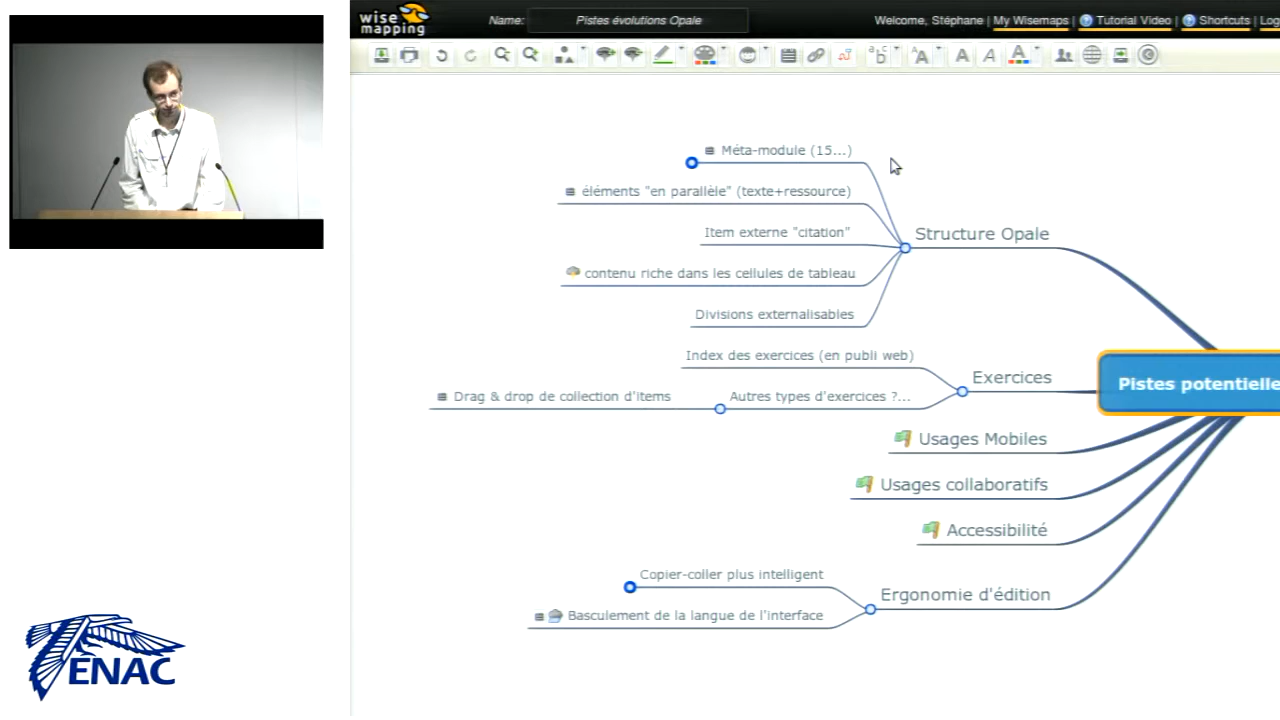 wise
mapping
Name: Pistes évolutions Opale
Welcome, Stéphane | My Wisemaps | Tutorial Video | Shortcuts | Log
Méta-module (15...)
éléments "en parallèle" (texte+ressource)
Item externe "citation"
contenu riche dans les cellules de tableau
Divisions externalisables
Structure Opale
Index des exercices (en publi web)
Autres types d'exercices ?...
Drag & drop de collection d'items
Exercices
Pistes potentielle
Usages Mobiles
Usages collaboratifs
Accessibilité
Copier-coller plus intelligent
Basculement de la langue de l'interface
Ergonomie d'édition
ENAC